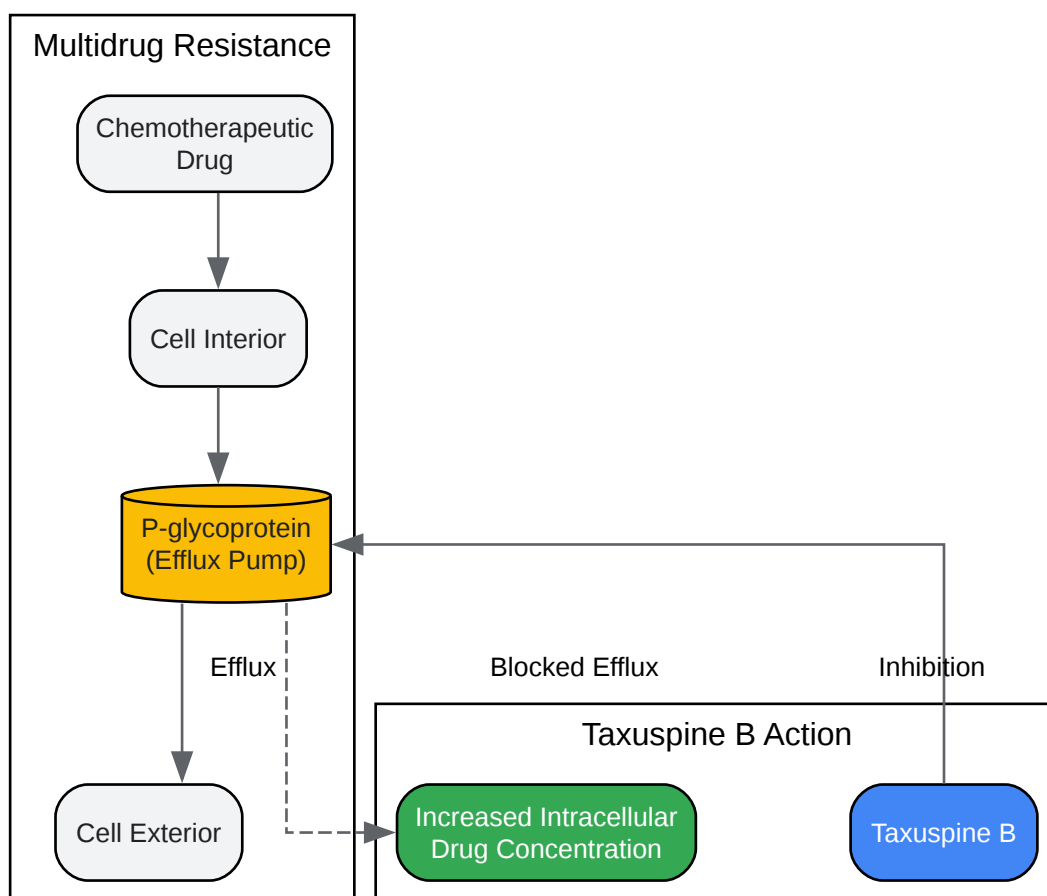 Multidrug Resistance
Chemotherapeutic
Drug
Cell Interior
P-glycoprotein
(Efflux Pump)
Efflux
Blocked Efflux
Inhibition
Taxuspine B Action
Cell Exterior
Increased Intracellular
Drug Concentration
Taxuspine B